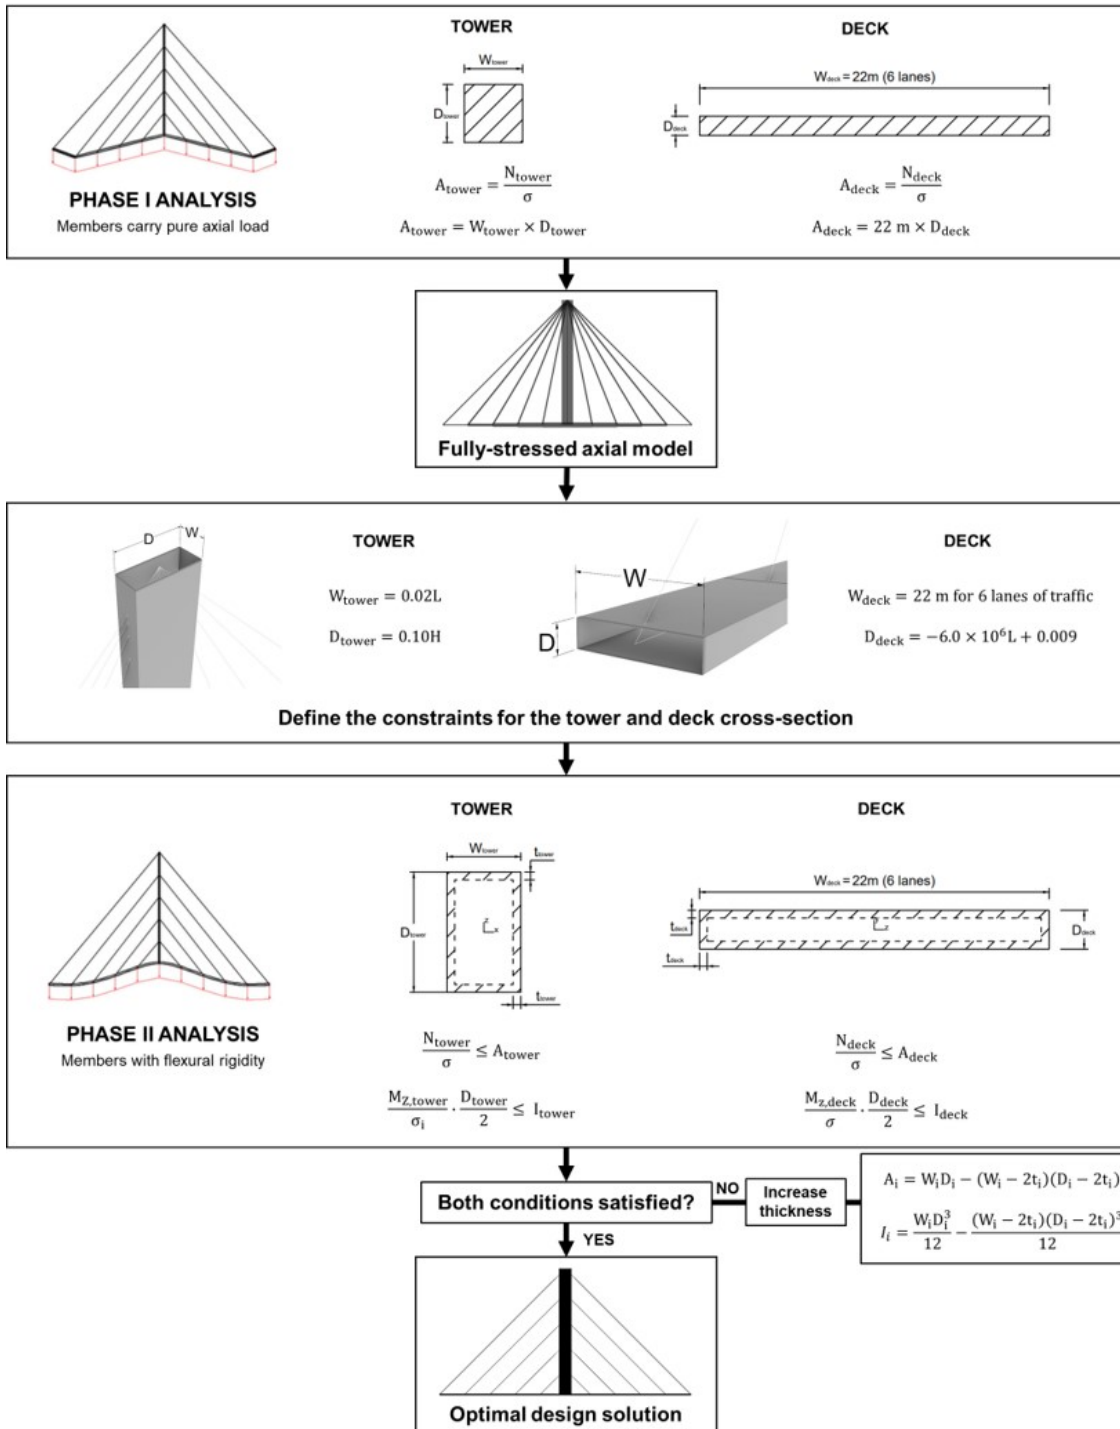 TOWER
DECK
W_tower
D_tower
W_deck = 22m (6 lanes)
D_deck
A_tower = N_tower / σ
A_deck = N_deck / σ
PHASE I ANALYSIS
Members carry pure axial load
A_tower = W_tower × D_tower
A_deck = 22 m × D_deck
Fully-stressed axial model
D
W
TOWER
W_tower = 0.02L
D_tower = 0.10H
W
D
DECK
W_deck = 22 m for 6 lanes of traffic
D_deck = −6.0 × 10^6 L + 0.009
Define the constraints for the tower and deck cross-section
TOWER
DECK
W_tower
t_tower
D_tower
z
x
t_tower
W_deck = 22m (6 lanes)
t_deck
t_deck
y
z
D_deck
PHASE II ANALYSIS
Members with flexural rigidity
N_tower / σ ≤ A_tower
N_deck / σ ≤ A_deck
M_Z,tower / σ_i · D_tower / 2 ≤ I_tower
M_z,deck / σ · D_deck / 2 ≤ I_deck
Both conditions satisfied?
NO
Increase
thickness
A_i = W_i D_i − (W_i − 2t_i)(D_i − 2t_i)
I_i = W_i D_i^3 / 12 − (W_i − 2t_i)(D_i − 2t_i)^3 / 12
YES
Optimal design solution